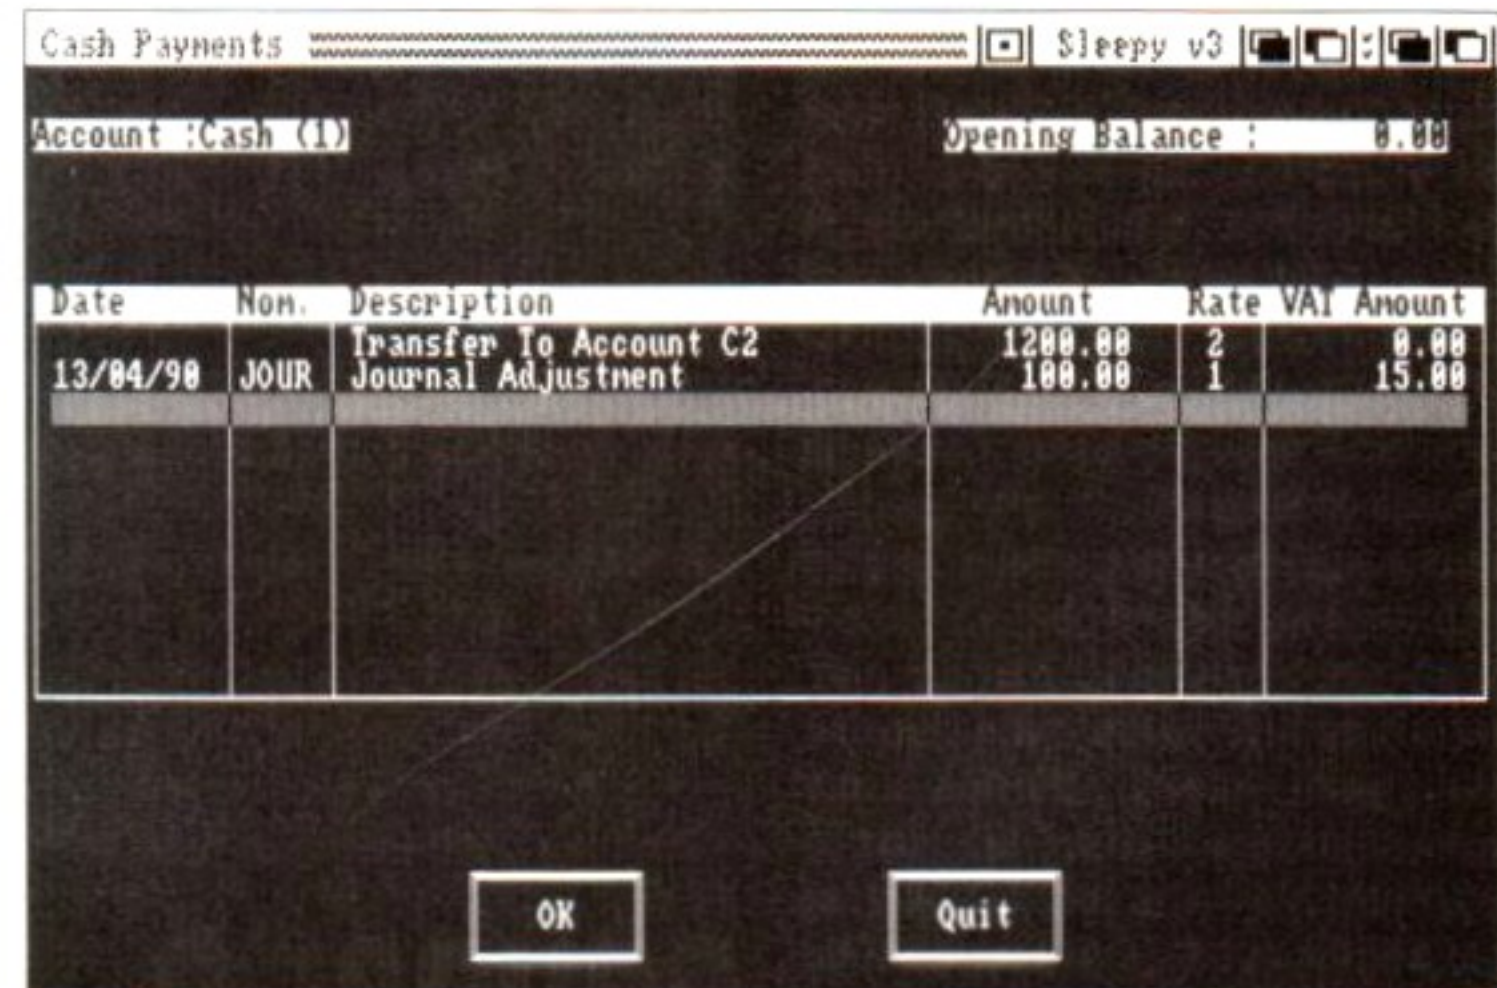 Cash Payments Sleepy v3
Account :Cash (1) Opening Balance : 0.00
Date Nom. Description Amount Rate VAT Amount
Transfer To Account C2 1200.00 2 0.00
13/04/90 JOUR Journal Adjustment 100.00 1 15.00
OK Quit